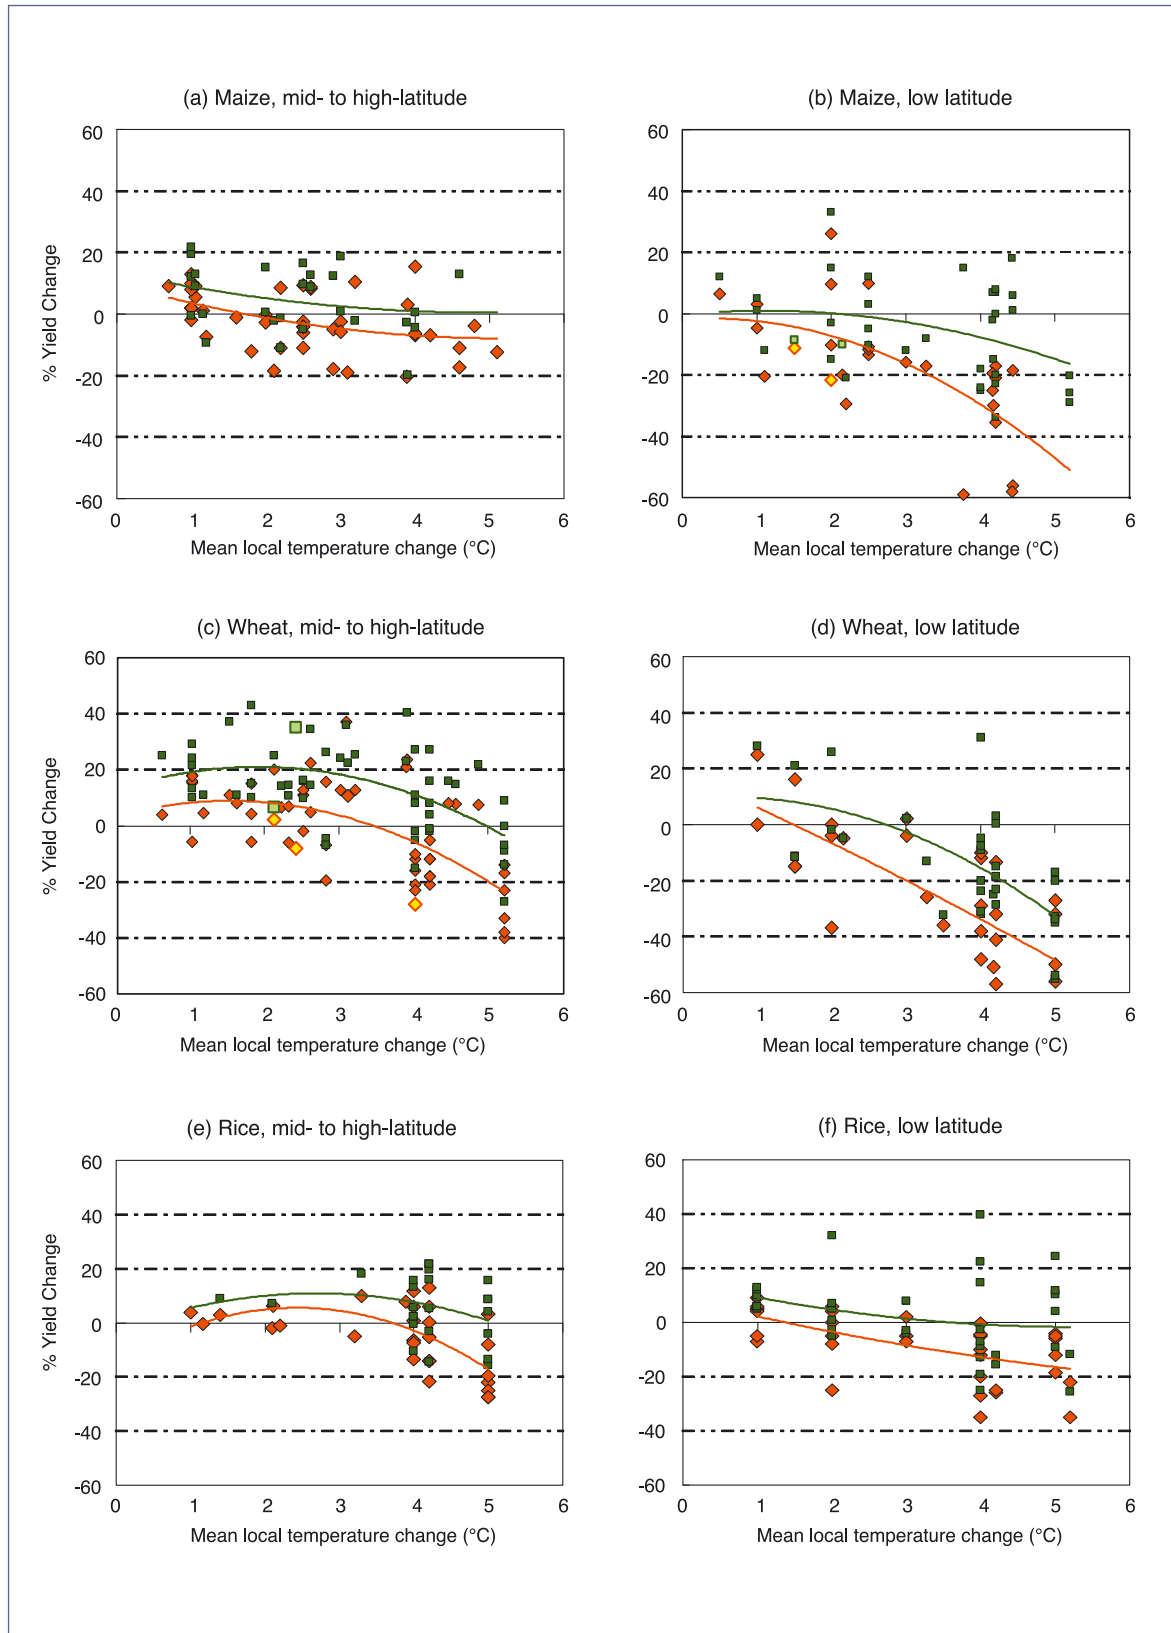 (a) Maize, mid- to high-latitude
60
40
20
0
-20
-40
-60
% Yield Change
0 1 2 3 4 5 6
Mean local temperature change (°C)
(b) Maize, low latitude
60
40
20
0
-20
-40
-60
0 1 2 3 4 5 6
Mean local temperature change (°C)
(c) Wheat, mid- to high-latitude
60
40
20
0
-20
-40
-60
% Yield Change
0 1 2 3 4 5 6
Mean local temperature change (°C)
(d) Wheat, low latitude
60
40
20
0
-20
-40
-60
0 1 2 3 4 5 6
Mean local temperature change (°C)
(e) Rice, mid- to high-latitude
60
40
20
0
-20
-40
-60
% Yield Change
0 1 2 3 4 5 6
Mean local temperature change (°C)
(f) Rice, low latitude
60
40
20
0
-20
-40
-60
0 1 2 3 4 5 6
Mean local temperature change (°C)